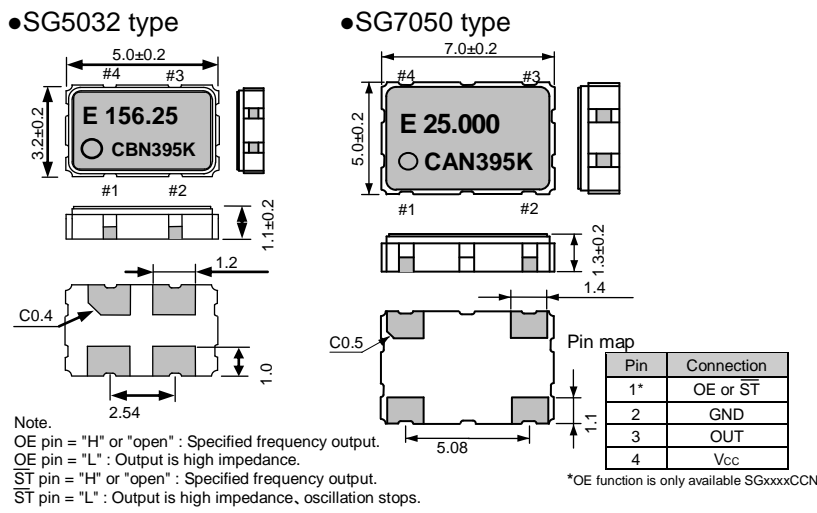 ●SG5032 type
5.0±0.2
#4
#3
3.2±0.2
E 156.25
CBN395K
#1
#2
1.1±0.2
1.2
C0.4
1.0
2.54
●SG7050 type
7.0±0.2
#4
#3
5.0±0.2
E 25.000
CAN395K
#1
#2
1.3±0.2
1.4
C0.5
1.1
5.08
Pin map
Pin Connection
1* OE or S̅T̅
2 GND
3 OUT
4 Vcc
*OE function is only available SGxxxxCCN
Note.
OE pin = "H" or "open" : Specified frequency output.
OE pin = "L" : Output is high impedance.
S̅T̅ pin = "H" or "open" : Specified frequency output.
S̅T̅ pin = "L" : Output is high impedance、oscillation stops.